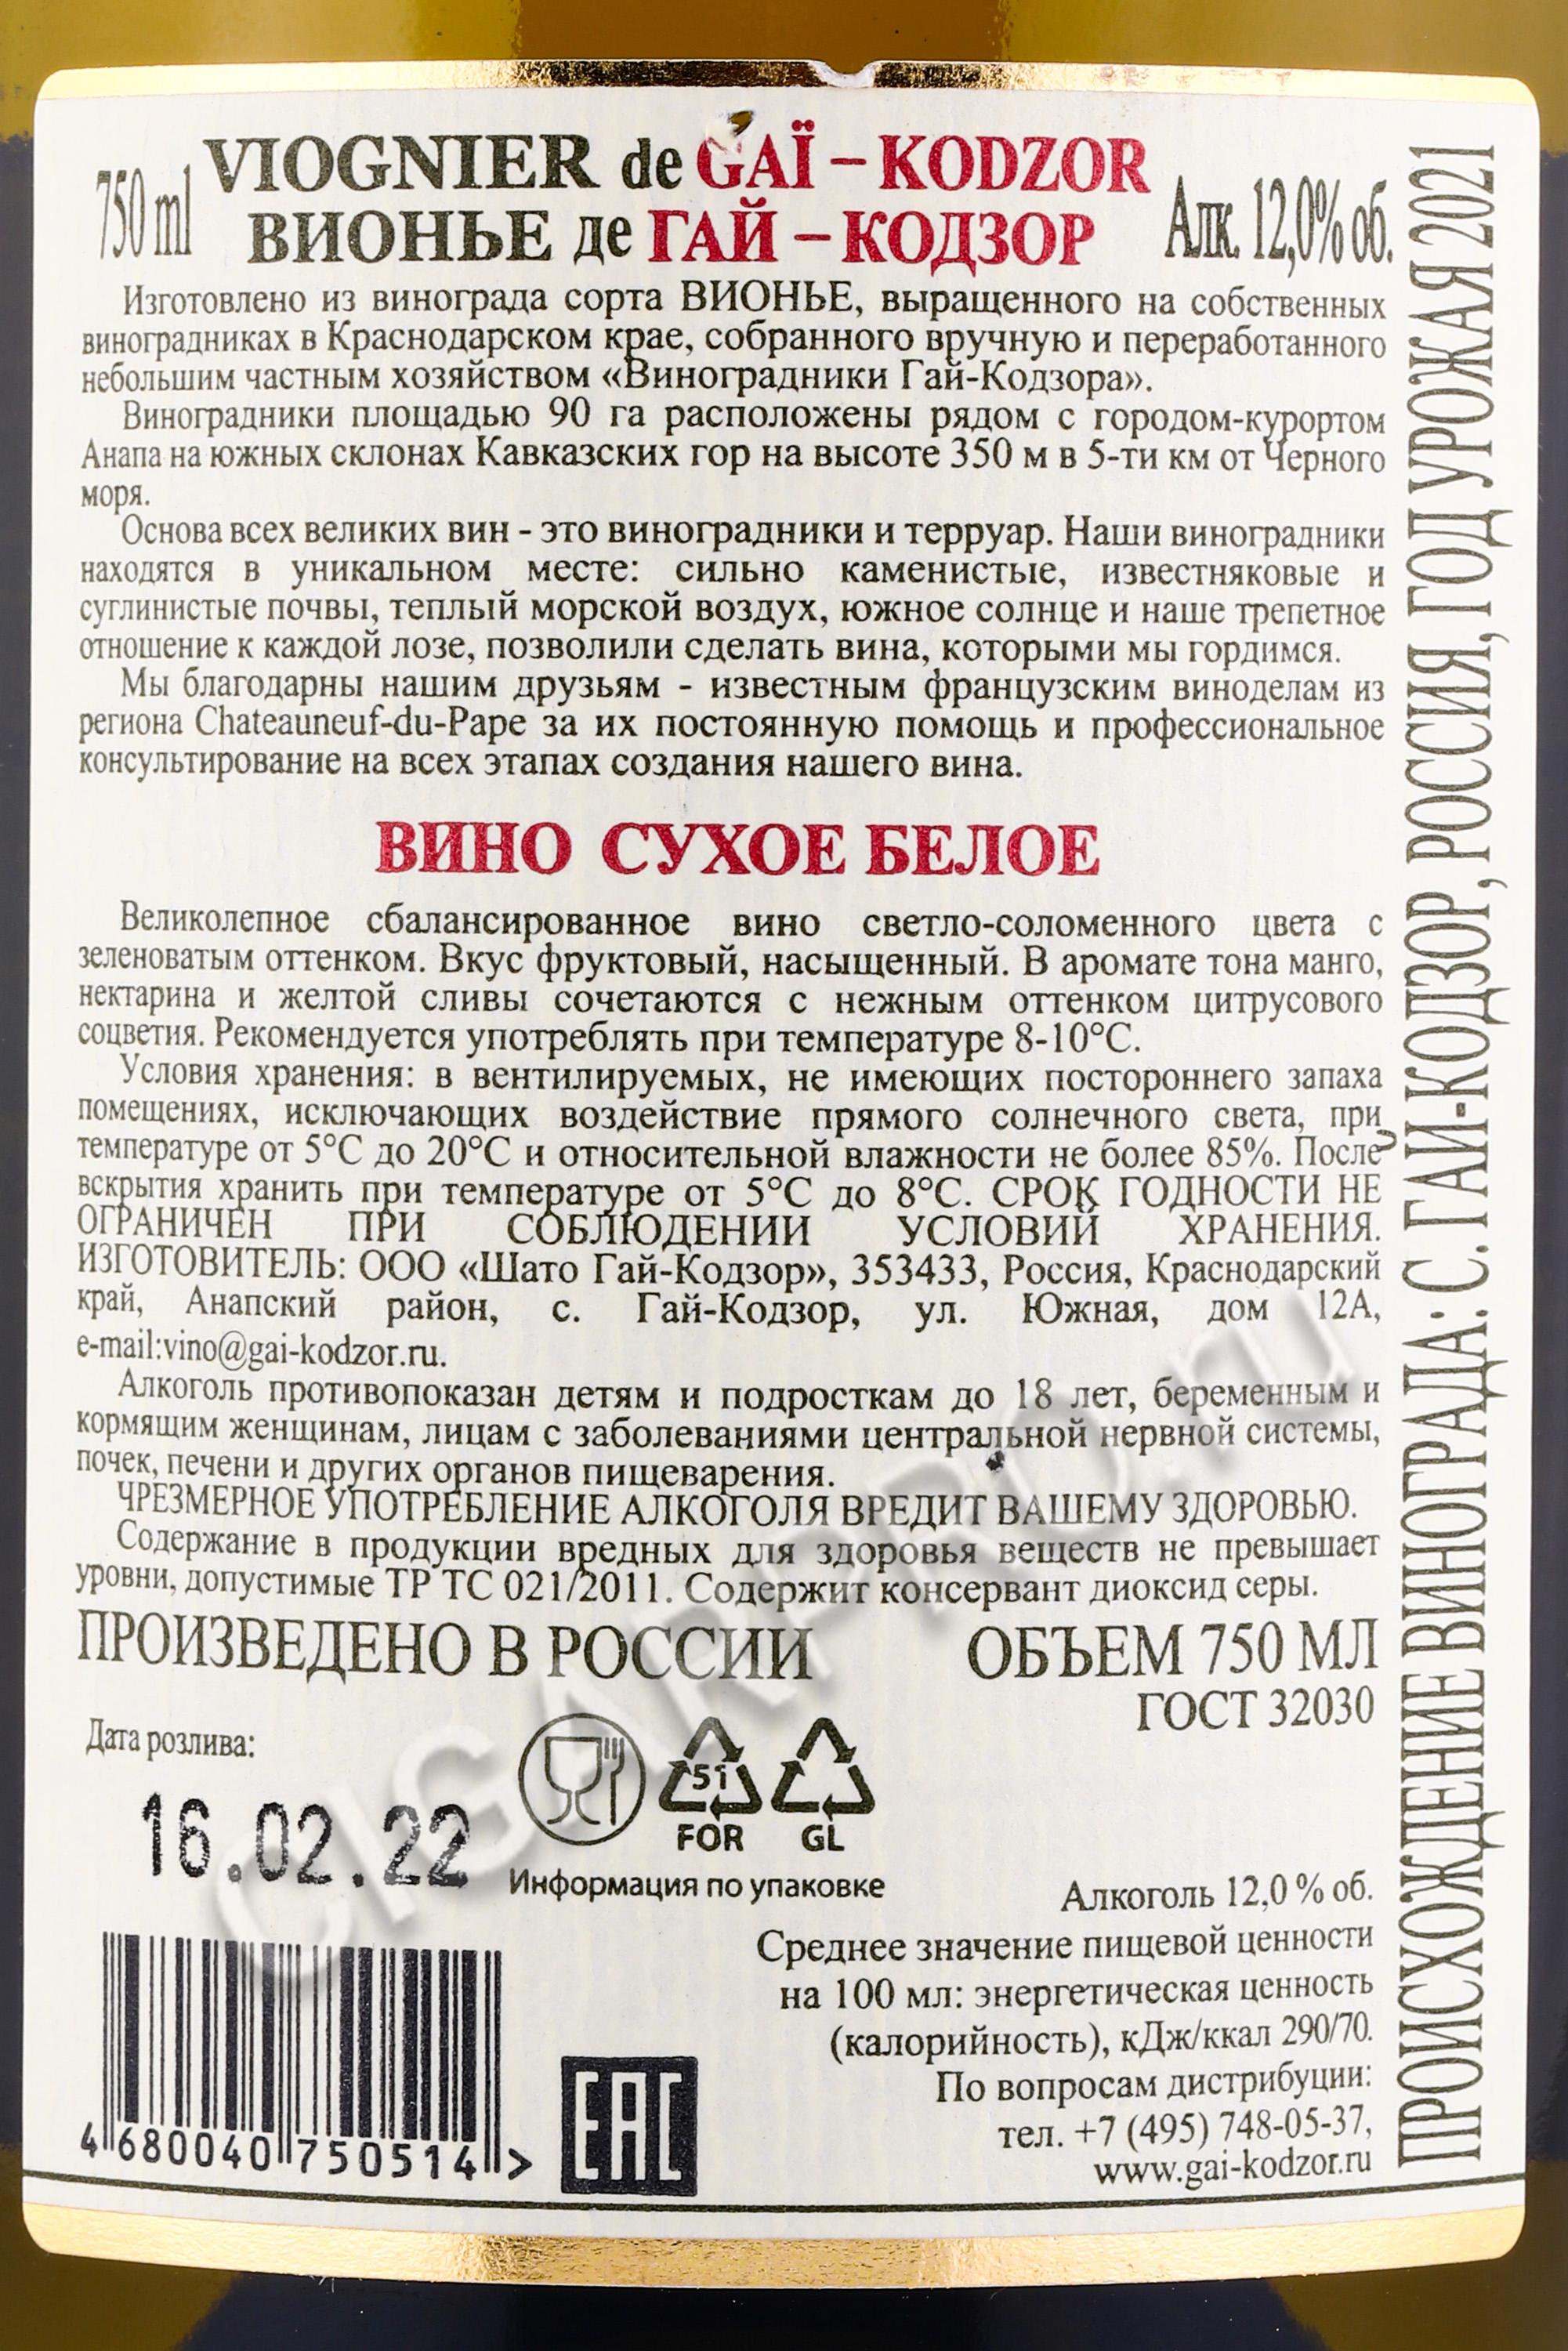 VIOGNIER de GAÏ – KODZOR
750 ml
ВИОНЬЕ де ГАЙ – КОДЗОР
Алк. 12,0% об.
Изготовлено из винограда сорта ВИОНЬЕ, выращенного на собственных
виноградниках в Краснодарском крае, собранного вручную и переработанного
небольшим частным хозяйством «Виноградники Гай-Кодзора».
Виноградники площадью 90 га расположены рядом с городом-курортом
Анапа на южных склонах Кавказских гор на высоте 350 м в 5-ти км от Черного
моря.
Основа всех великих вин - это виноградники и терруар. Наши виноградники
находятся в уникальном месте: сильно каменистые, известняковые и
суглинистые почвы, теплый морской воздух, южное солнце и наше трепетное
отношение к каждой лозе, позволили сделать вина, которыми мы гордимся.
Мы благодарны нашим друзьям - известным французским виноделам из
региона Chateauneuf-du-Pape за их постоянную помощь и профессиональное
консультирование на всех этапах создания нашего вина.
ВИНО СУХОЕ БЕЛОЕ
Великолепное сбалансированное вино светло-соломенного цвета с
зеленоватым оттенком. Вкус фруктовый, насыщенный. В аромате тона манго,
нектарина и желтой сливы сочетаются с нежным оттенком цитрусового
соцветия. Рекомендуется употреблять при температуре 8-10°С.
Условия хранения: в вентилируемых, не имеющих постороннего запаха
помещениях, исключающих воздействие прямого солнечного света, при
температуре от 5°С до 20°С и относительной влажности не более 85%. После
вскрытия хранить при температуре от 5°С до 8°С. СРОК ГОДНОСТИ НЕ
ОГРАНИЧЕН ПРИ СОБЛЮДЕНИИ УСЛОВИЙ ХРАНЕНИЯ.
ИЗГОТОВИТЕЛЬ: ООО «Шато Гай-Кодзор», 353433, Россия, Краснодарский
край, Анапский район, с. Гай-Кодзор, ул. Южная, дом 12А,
e-mail:vino@gai-kodzor.ru.
Алкоголь противопоказан детям и подросткам до 18 лет, беременным и
кормящим женщинам, лицам с заболеваниями центральной нервной системы,
почек, печени и других органов пищеварения.
ЧРЕЗМЕРНОЕ УПОТРЕБЛЕНИЕ АЛКОГОЛЯ ВРЕДИТ ВАШЕМУ ЗДОРОВЬЮ.
Содержание в продукции вредных для здоровья веществ не превышает
уровни, допустимые ТР ТС 021/2011. Содержит консервант диоксид серы.
ПРОИЗВЕДЕНО В РОССИИ
ОБЪЕМ 750 МЛ
ГОСТ 32030
Дата розлива:
16.02.22
51
FOR
GL
Информация по упаковке
Алкоголь 12,0 % об.
Среднее значение пищевой ценности
на 100 мл: энергетическая ценность
(калорийность), кДж/ккал 290/70.
По вопросам дистрибуции:
тел. +7 (495) 748-05-37,
www.gai-kodzor.ru
4 680040 750514 >
EAC
ПРОИСХОЖДЕНИЕ ВИНОГРАДА: С. ГАЙ-КОДЗОР, РОССИЯ, ГОД УРОЖАЯ 2021
CIGARPRO.ru